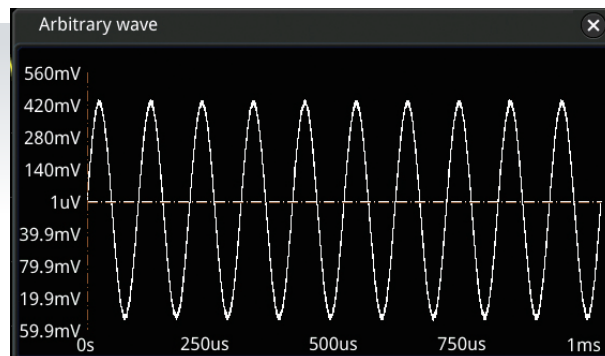 Arbitrary wave
560mV
420mV
280mV
140mV
1uV
39.9mV
79.9mV
19.9mV
59.9mV
0s 250us 500us 750us 1ms